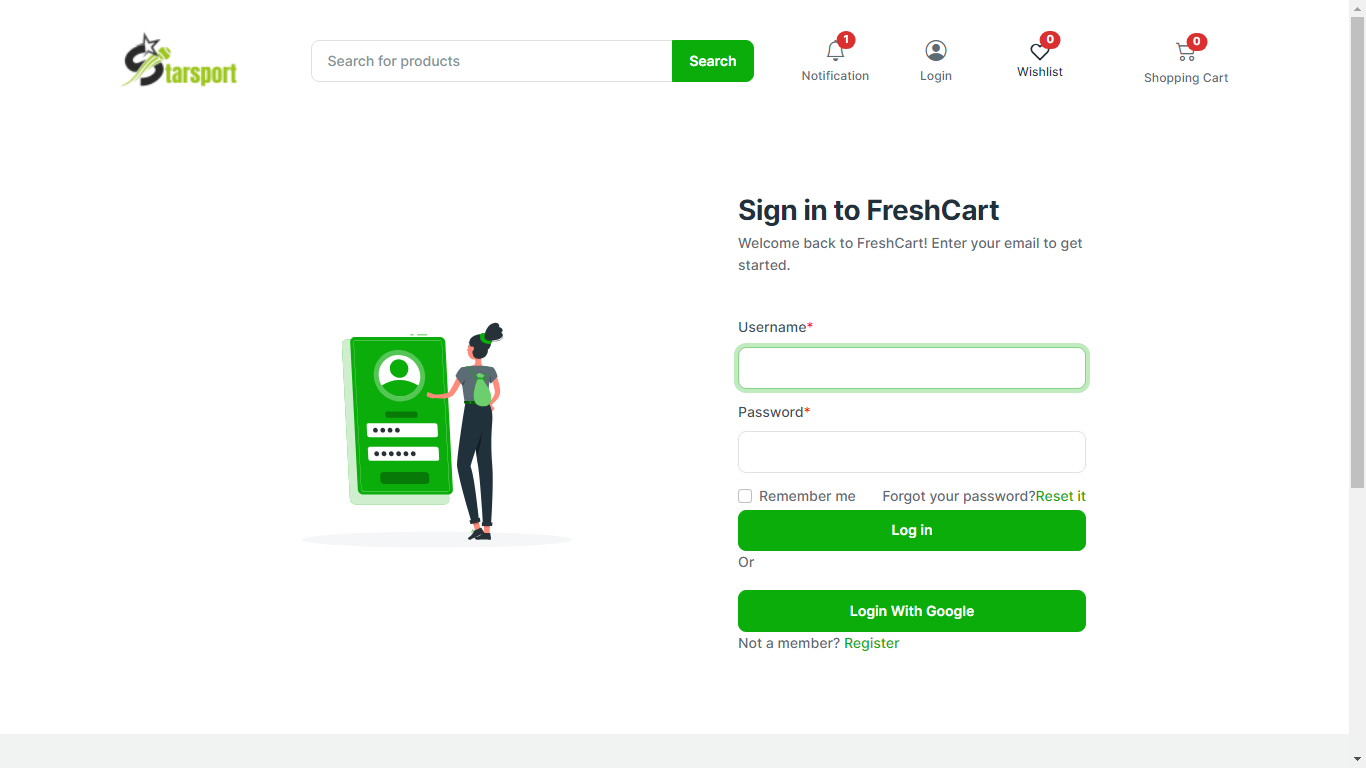 Starsport
Search for products
Search
1
Notification
Login
0
Wishlist
0
Shopping Cart
Sign in to FreshCart
Welcome back to FreshCart! Enter your email to get
started.
Username*
Password*
Remember me
Forgot your password?Reset it
Log in
Or
Login With Google
Not a member? Register